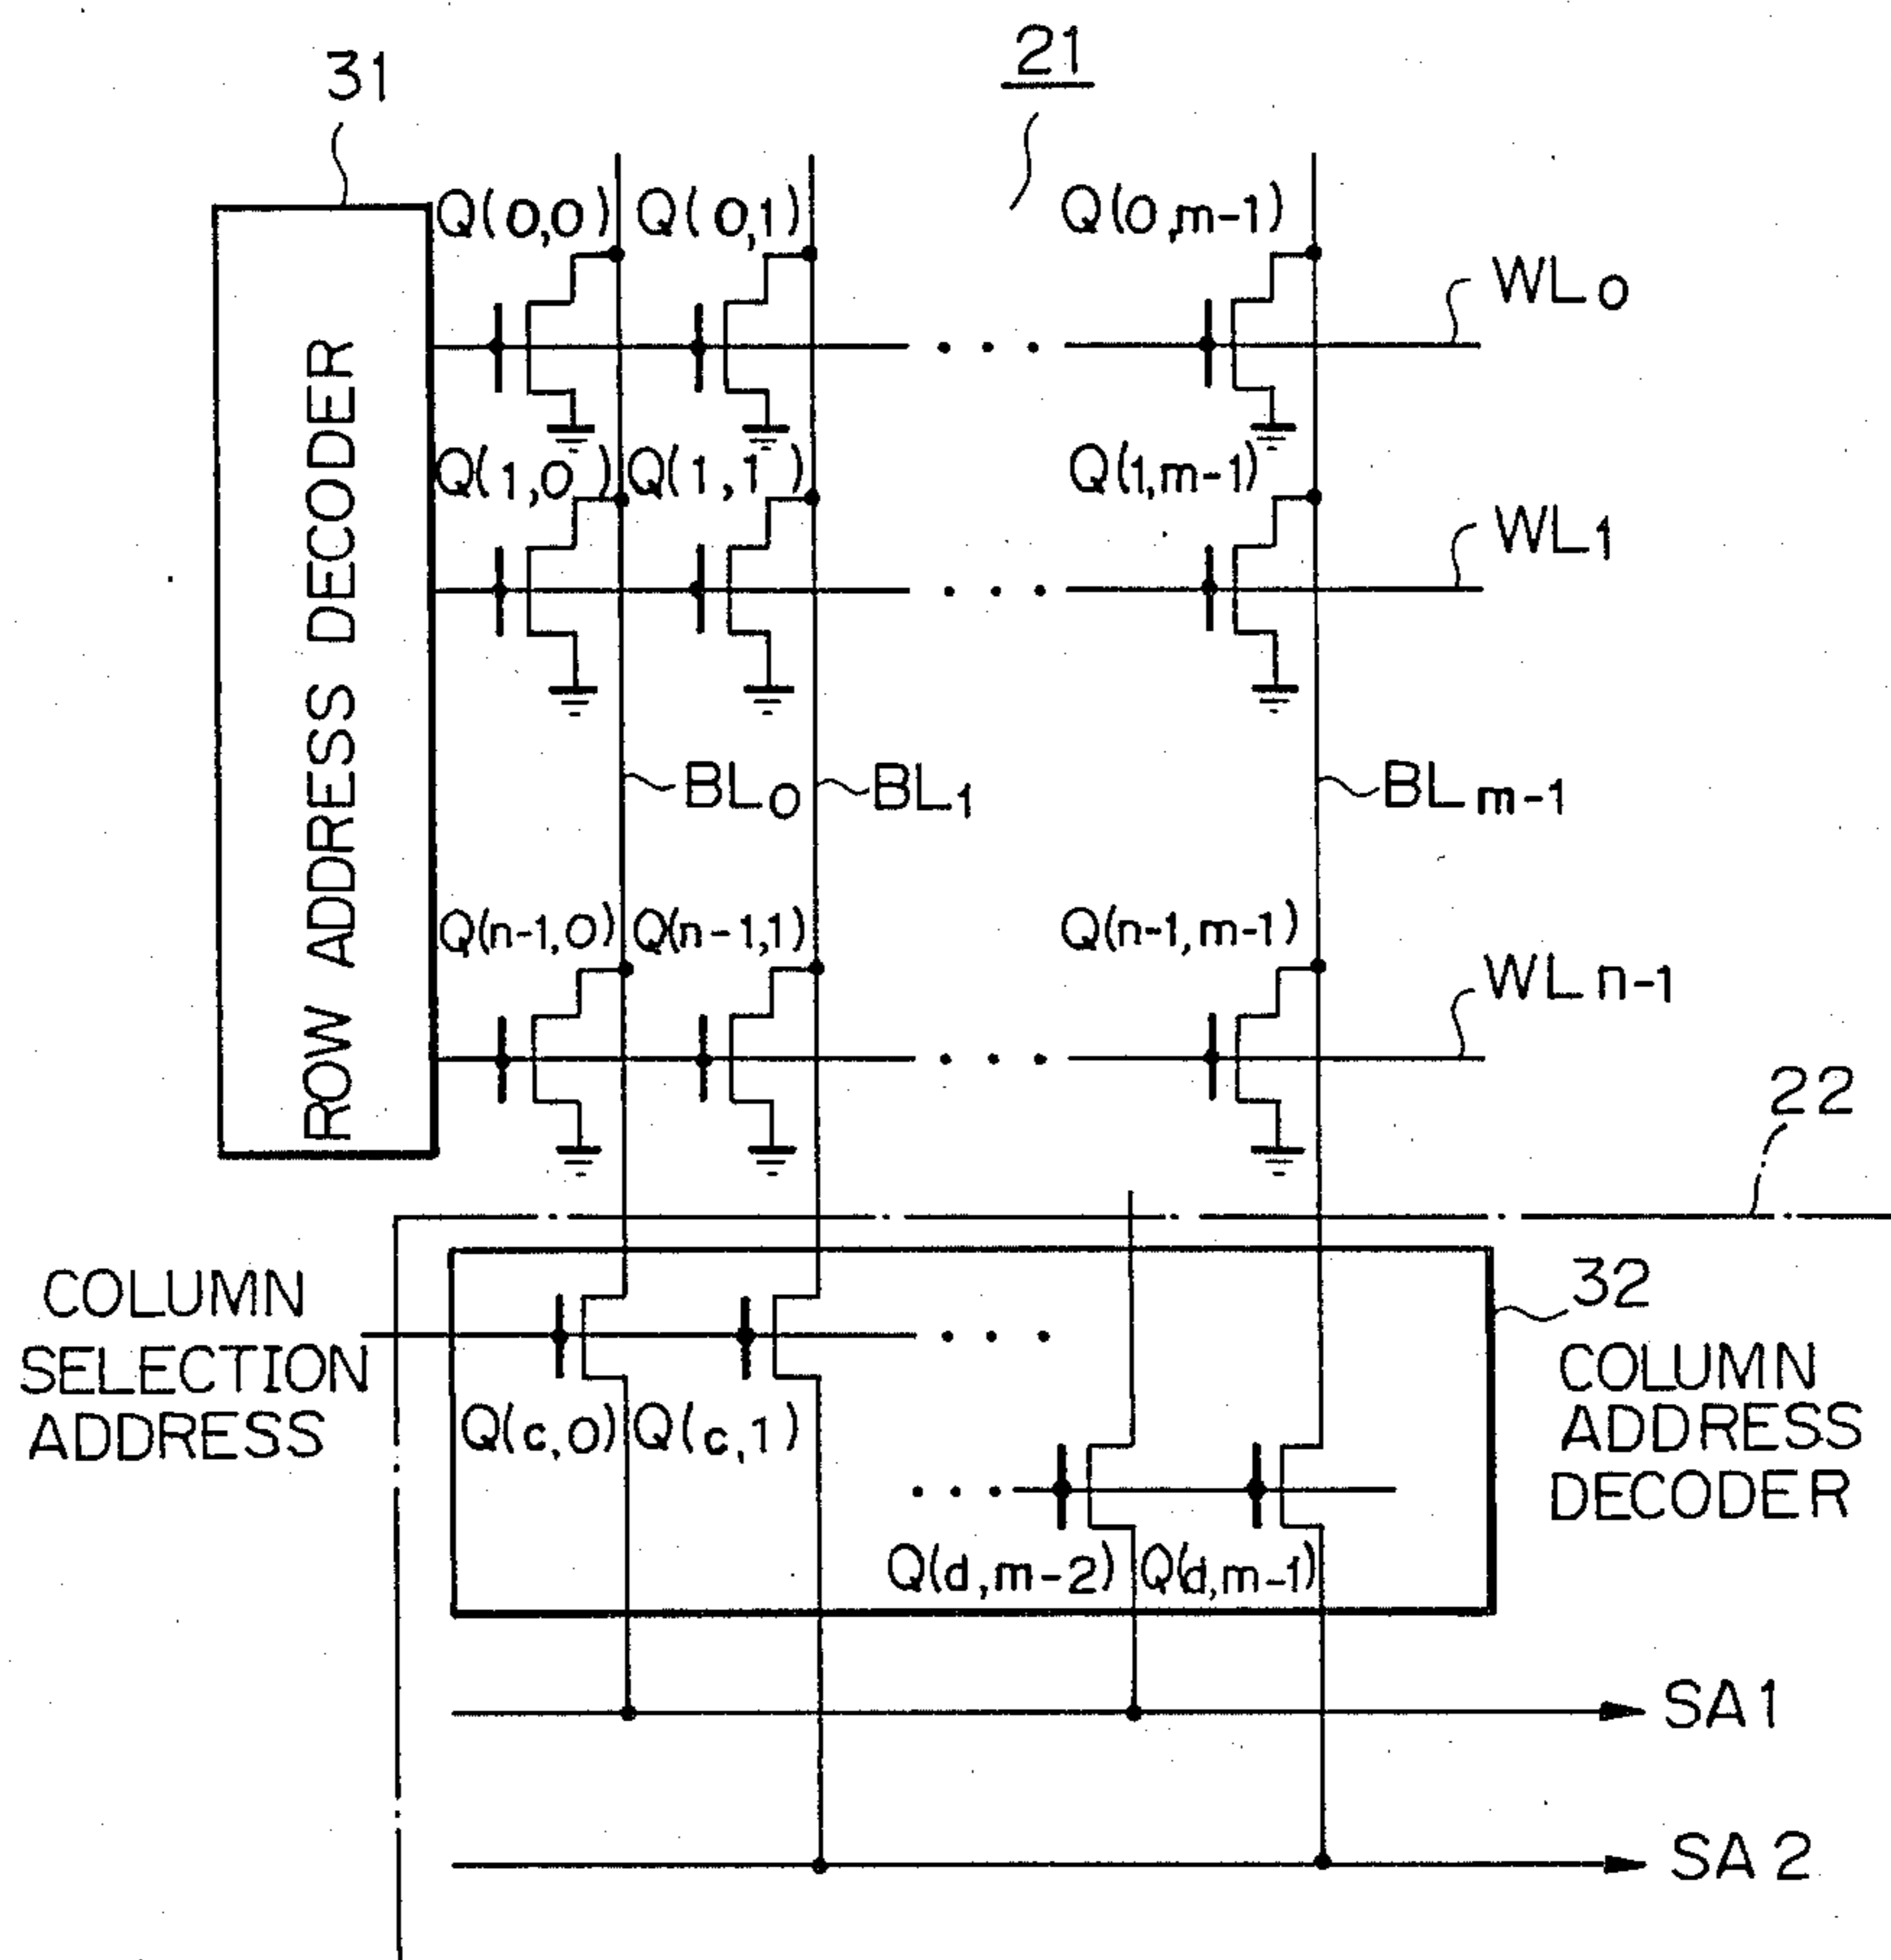 31
21
Q(0,0)
Q(0,1)
Q(0,m-1)
WL0
Q(1,0)
Q(1,1)
Q(1,m-1)
WL1
ROW ADDRESS DECODER
BL0
BL1
BLm-1
Q(n-1,0)
Q(n-1,1)
Q(n-1,m-1)
WLn-1
22
32
COLUMN
SELECTION
ADDRESS
COLUMN
ADDRESS
DECODER
Q(c,0)
Q(c,1)
Q(d,m-2)
Q(d,m-1)
SA1
SA2